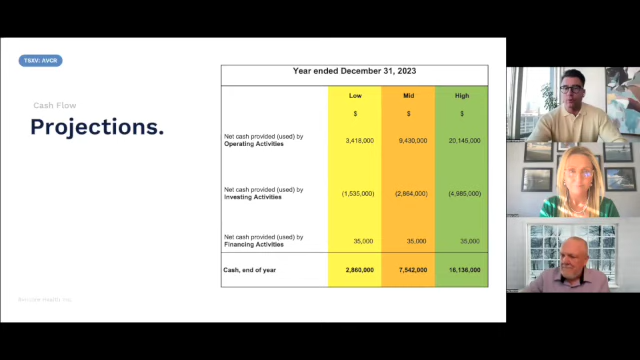 TSXV: AVCR
Cash Flow
Projections.
Year ended December 31, 2023
Low Mid High
$ $ $
Net cash provided (used) by
Operating Activities 3,418,000 9,430,000 20,145,000
Net cash provided (used) by
Investing Activities (1,535,000) (2,864,000) (4,985,000)
Net cash provided (used) by
Financing Activities 35,000 35,000 35,000
Cash, end of year 2,860,000 7,542,000 16,136,000